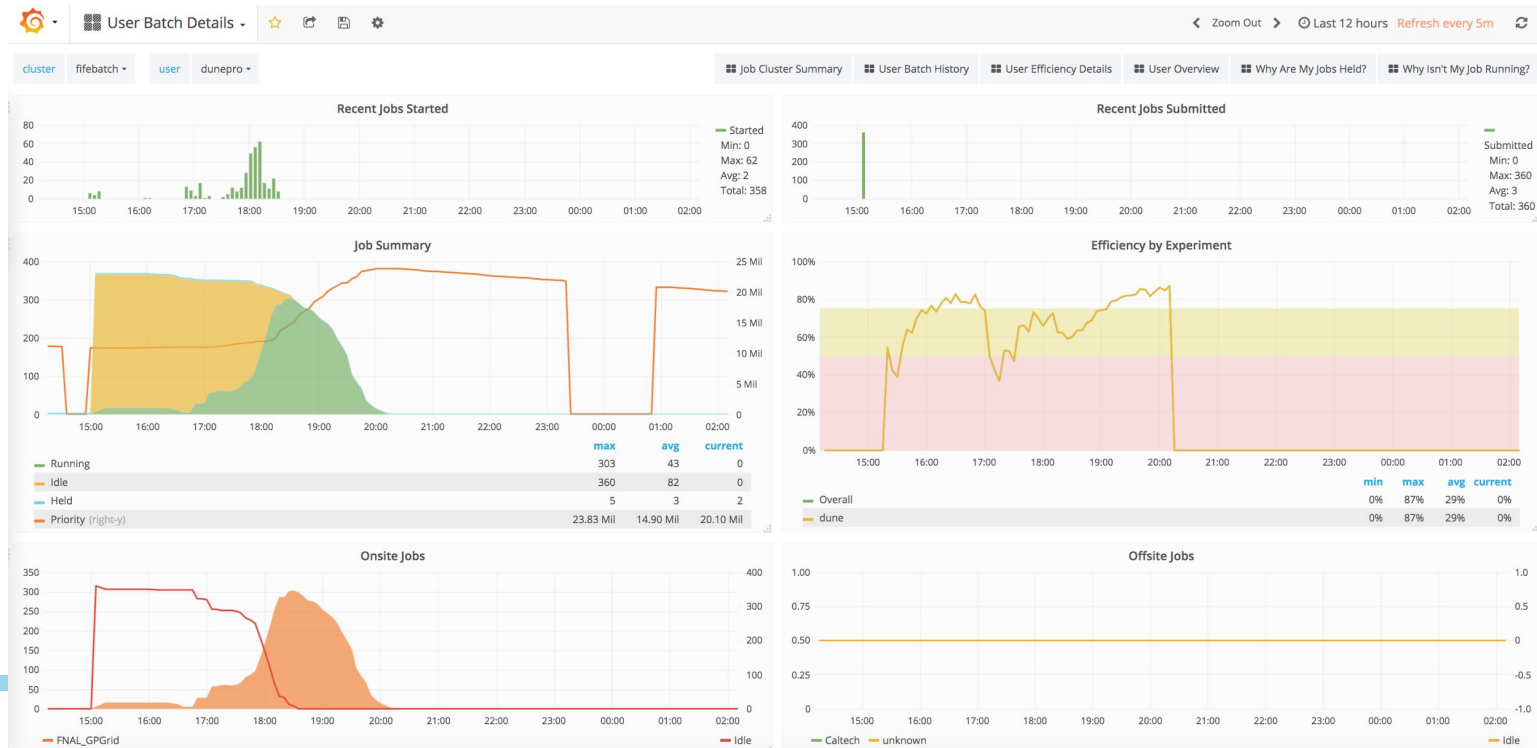 User Batch Details
Zoom Out Last 12 hours Refresh every 5m
cluster fifebatch user dunepro
Job Cluster Summary User Batch History User Efficiency Details User Overview Why Are My Jobs Held? Why Isn't My Job Running?
Recent Jobs Started
80
60
40
20
0
15:00 16:00 17:00 18:00 19:00 20:00 21:00 22:00 23:00 00:00 01:00 02:00
Started
Min: 0
Max: 62
Avg: 2
Total: 358
Recent Jobs Submitted
400
300
200
100
0
15:00 16:00 17:00 18:00 19:00 20:00 21:00 22:00 23:00 00:00 01:00 02:00
Submitted
Min: 0
Max: 360
Avg: 3
Total: 360
Job Summary
400 25 Mil
300 20 Mil
200 15 Mil
100 10 Mil
0 5 Mil
0
15:00 16:00 17:00 18:00 19:00 20:00 21:00 22:00 23:00 00:00 01:00 02:00
max avg current
Running 303 43 0
Idle 360 82 0
Held 5 3 2
Priority (right-y) 23.83 Mil 14.90 Mil 20.10 Mil
Efficiency by Experiment
100%
80%
60%
40%
20%
0%
15:00 16:00 17:00 18:00 19:00 20:00 21:00 22:00 23:00 00:00 01:00 02:00
min max avg current
Overall 0% 87% 29% 0%
dune 0% 87% 29% 0%
Onsite Jobs
350 400
300
250 300
200
150 200
100 100
50
0 0
15:00 16:00 17:00 18:00 19:00 20:00 21:00 22:00 23:00 00:00 01:00 02:00
FNAL_GPGrid Idle
Offsite Jobs
1.00 1.0
0.75 0.5
0.50 0
0.25 -0.5
0 -1.0
15:00 16:00 17:00 18:00 19:00 20:00 21:00 22:00 23:00 00:00 01:00 02:00
Caltech unknown Idle